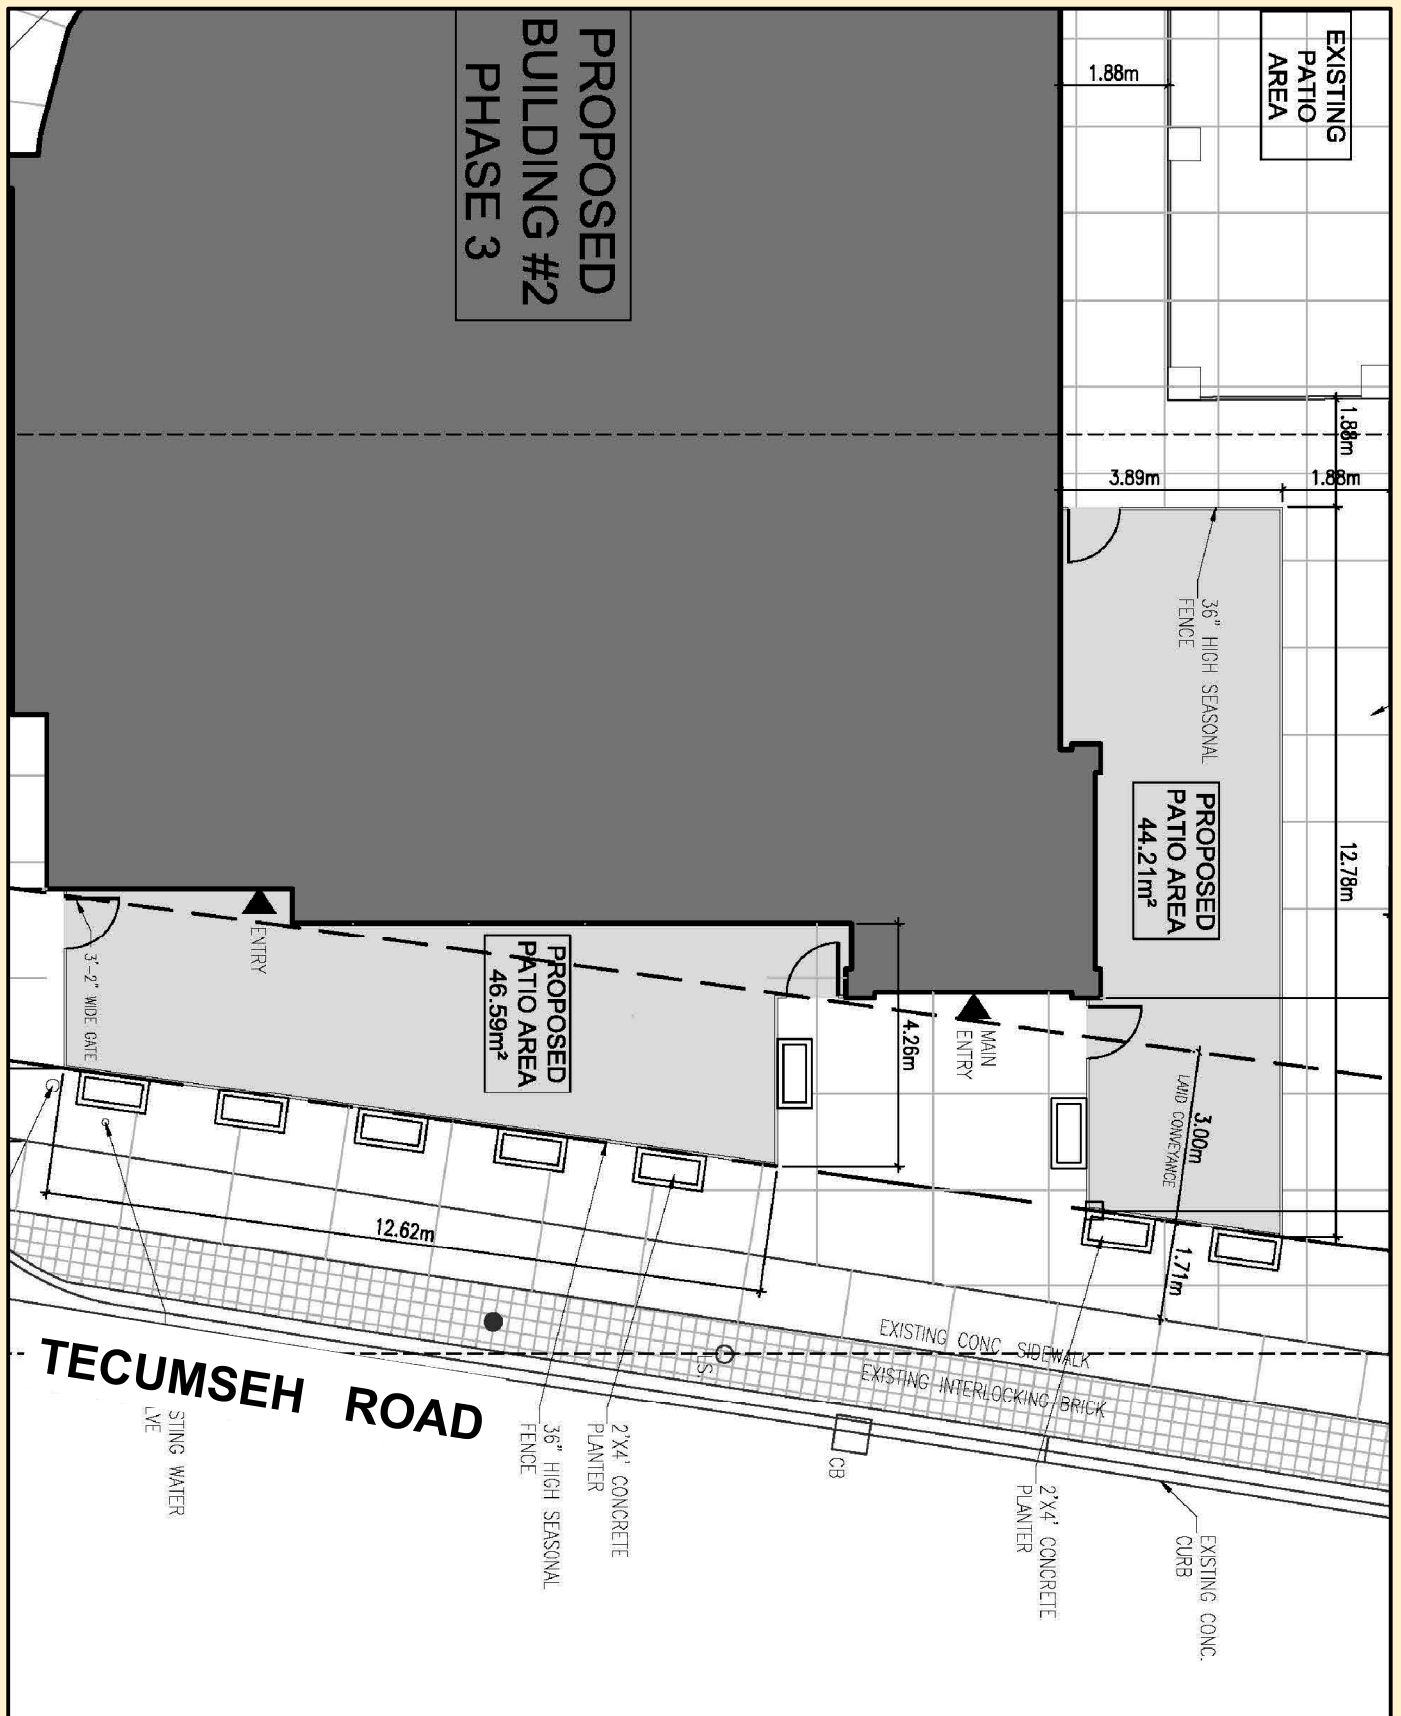 PROPOSED
BUILDING #2
PHASE 3
EXISTING
PATIO
AREA
1.88m
1.88m
3.89m
1.88m
36" HIGH SEASONAL
FENCE
PROPOSED
PATIO AREA
44.21m²
12.78m
ENTRY
3'-2" WIDE GATE
PROPOSED
PATIO AREA
46.59m²
4.26m
MAIN
ENTRY
3.00m
LAND CONVEYANCE
1.71m
12.62m
EXISTING CONC. SIDEWALK
EXISTING INTERLOCKING BRICK
LS.
TECUMSEH ROAD
CB
STING WATER
LVE
36" HIGH SEASONAL
FENCE
2'X4' CONCRETE
PLANTER
2'X4' CONCRETE
PLANTER
EXISTING CONC.
CURB